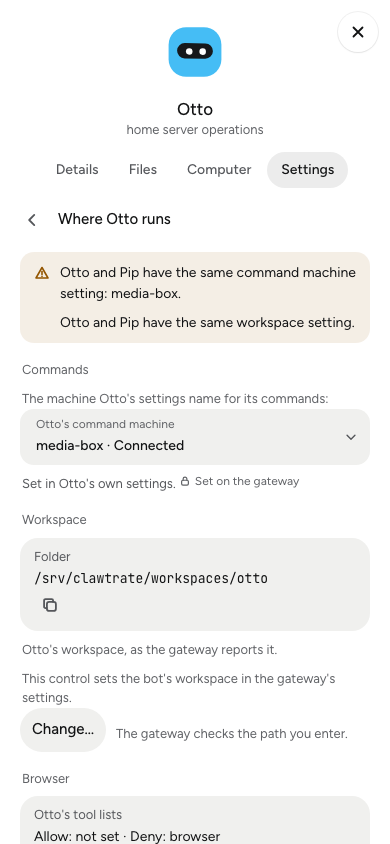 Otto
home server operations
Details
Files
Computer
Settings
Where Otto runs
Otto and Pip have the same command machine
setting: media-box.
Otto and Pip have the same workspace setting.
Commands
The machine Otto's settings name for its commands:
Otto's command machine
media-box · Connected
Set in Otto's own settings. Set on the gateway
Workspace
Folder
/srv/clawtrate/workspaces/otto
Otto's workspace, as the gateway reports it.
This control sets the bot's workspace in the gateway's
settings.
Change... The gateway checks the path you enter.
Browser
Otto's tool lists
Allow: not set · Deny: browser